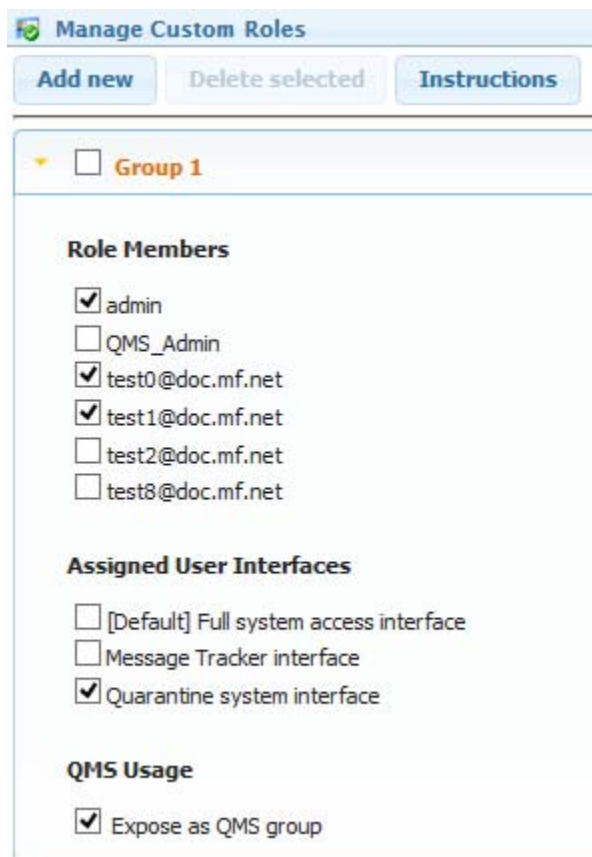 Manage Custom Roles
Add new Delete selected Instructions
Group 1
Role Members
admin
QMS_Admin
test0@doc.mf.net
test1@doc.mf.net
test2@doc.mf.net
test8@doc.mf.net
Assigned User Interfaces
[Default] Full system access interface
Message Tracker interface
Quarantine system interface
QMS Usage
Expose as QMS group